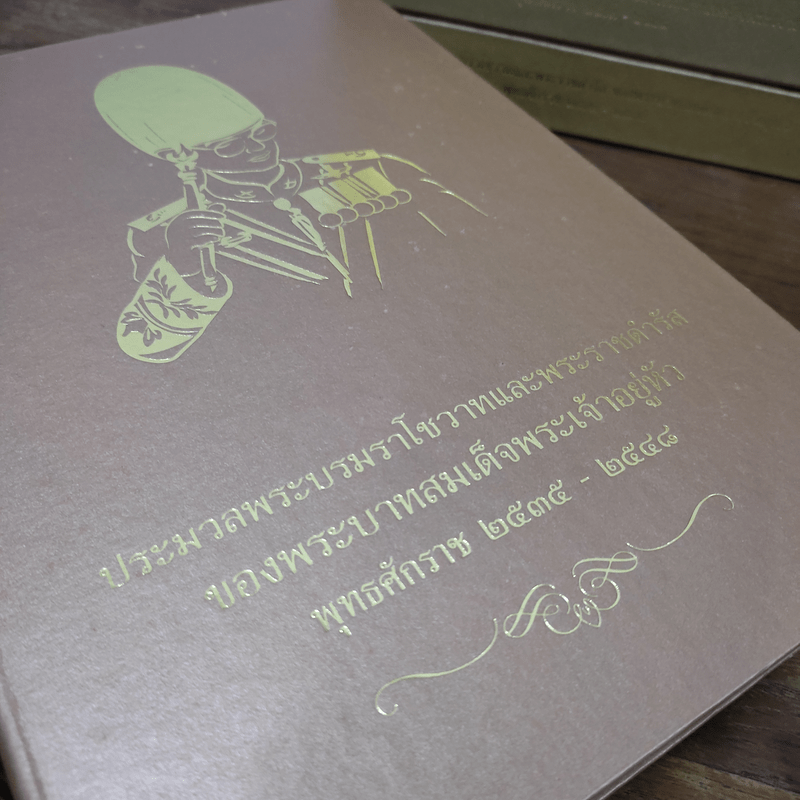 ประมวลพระบรมราโชวาทและพระราชดำรัส
ของพระบาทสมเด็จพระเจ้าอยู่หัว
พุทธศักราช ๒๕๓๕ - ๒๕๔๘
๓